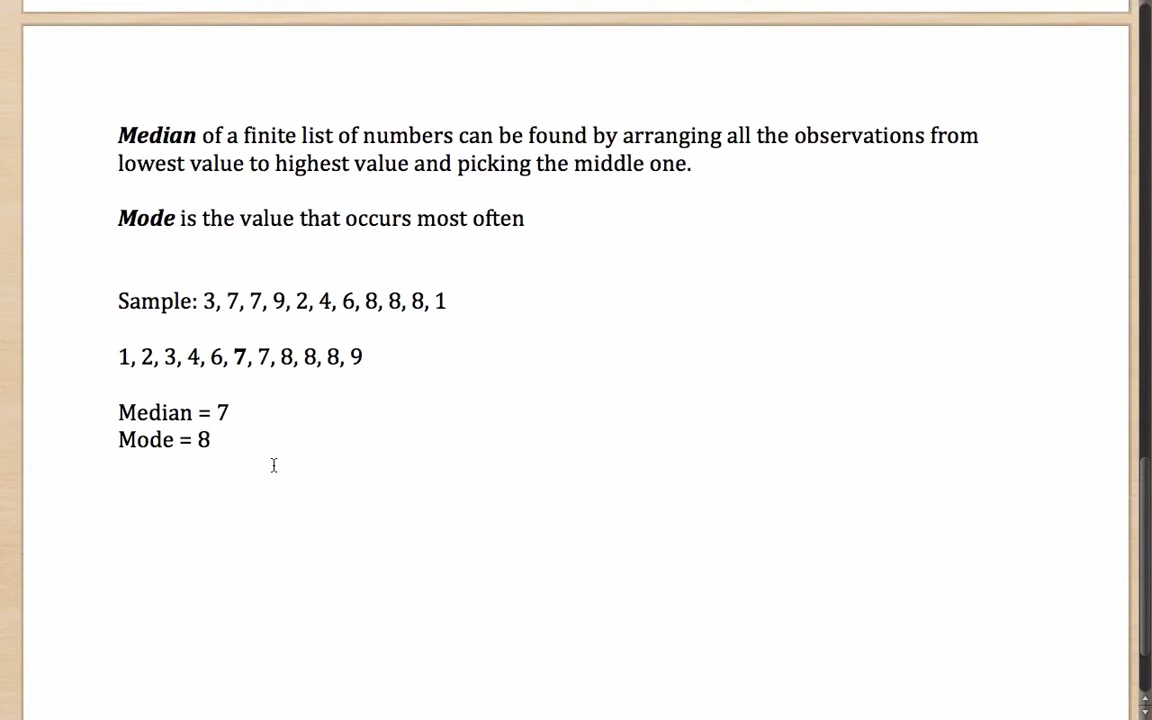 Median of a finite list of numbers can be found by arranging all the observations from
lowest value to highest value and picking the middle one.
Mode is the value that occurs most often
Sample: 3, 7, 7, 9, 2, 4, 6, 8, 8, 8, 1
1, 2, 3, 4, 6, 7, 7, 8, 8, 8, 9
Median = 7
Mode = 8